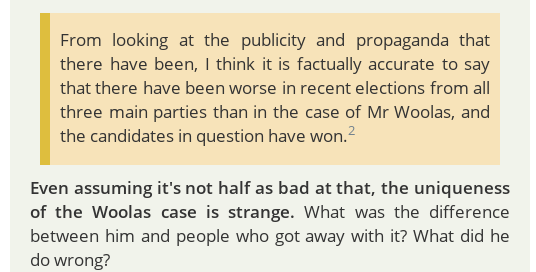 From looking at the publicity and propaganda that
there have been, I think it is factually accurate to say
that there have been worse in recent elections from all
three main parties than in the case of Mr Woolas, and
the candidates in question have won.2
Even assuming it's not half as bad at that, the uniqueness
of the Woolas case is strange. What was the difference
between him and people who got away with it? What did he
do wrong?